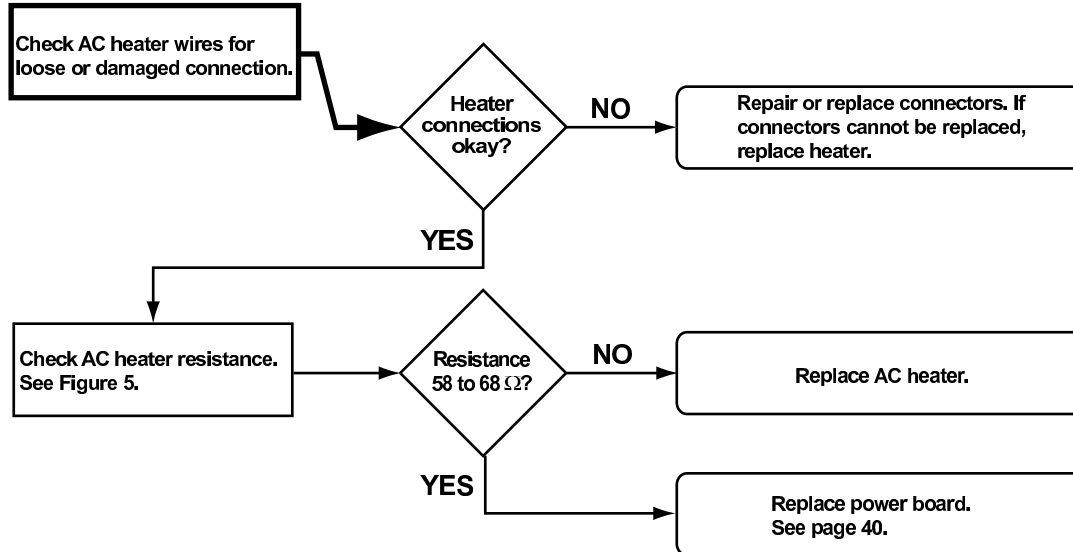 Check AC heater wires for
loose or damaged connection.
Heater
connections
okay?
NO
Repair or replace connectors. If
connectors cannot be replaced,
replace heater.
YES
Check AC heater resistance.
See Figure 5.
Resistance
58 to 68 Ω?
NO
Replace AC heater.
YES
Replace power board.
See page 40.